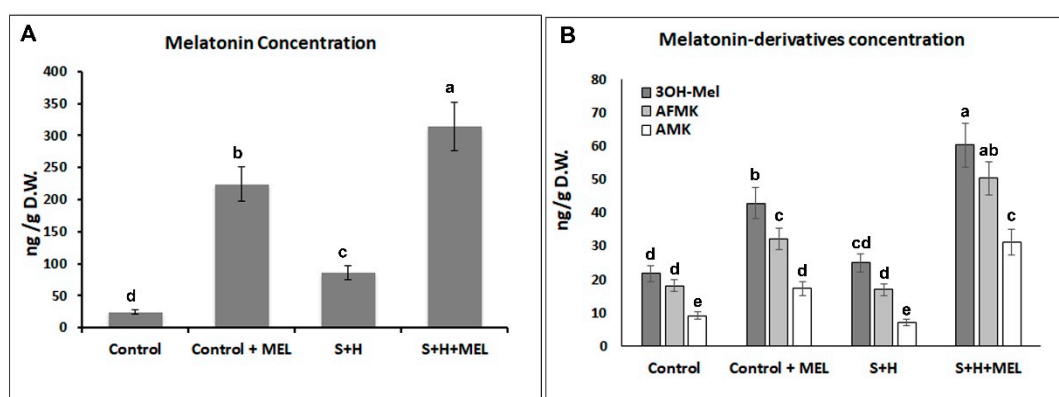 A
Melatonin Concentration
ng /g D.W.
400
350
300
250
200
150
100
50
0
d
b
c
a
Control
Control + MEL
S+H
S+H+MEL
B
Melatonin-derivatives concentration
ng/g D.W.
80
70
60
50
40
30
20
10
0
3OH-Mel
AFMK
AMK
d d e
b c d
cd d e
a ab c
Control
Control + MEL
S+H
S+H+MEL